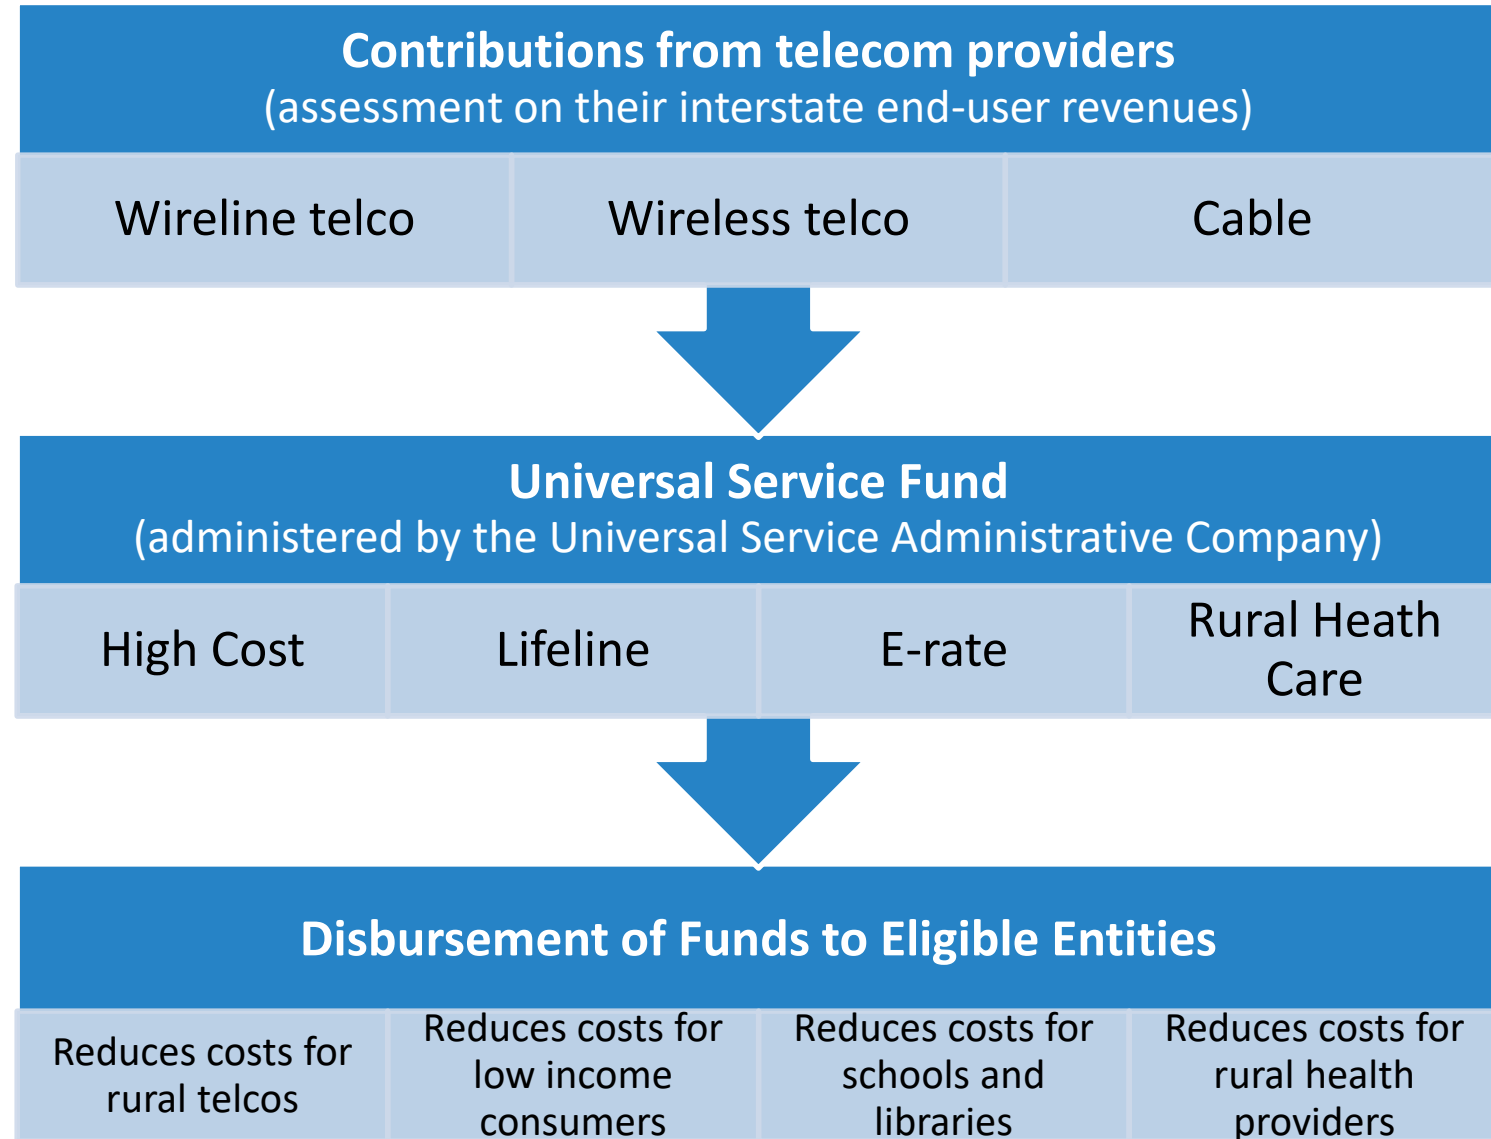 Contributions from telecom providers
(assessment on their interstate end-user revenues)
Wireline telco
Wireless telco
Cable
Universal Service Fund
(administered by the Universal Service Administrative Company)
High Cost
Lifeline
E-rate
Rural Heath
Care
Disbursement of Funds to Eligible Entities
Reduces costs for
rural telcos
Reduces costs for
low income
consumers
Reduces costs for
schools and
libraries
Reduces costs for
rural health
providers